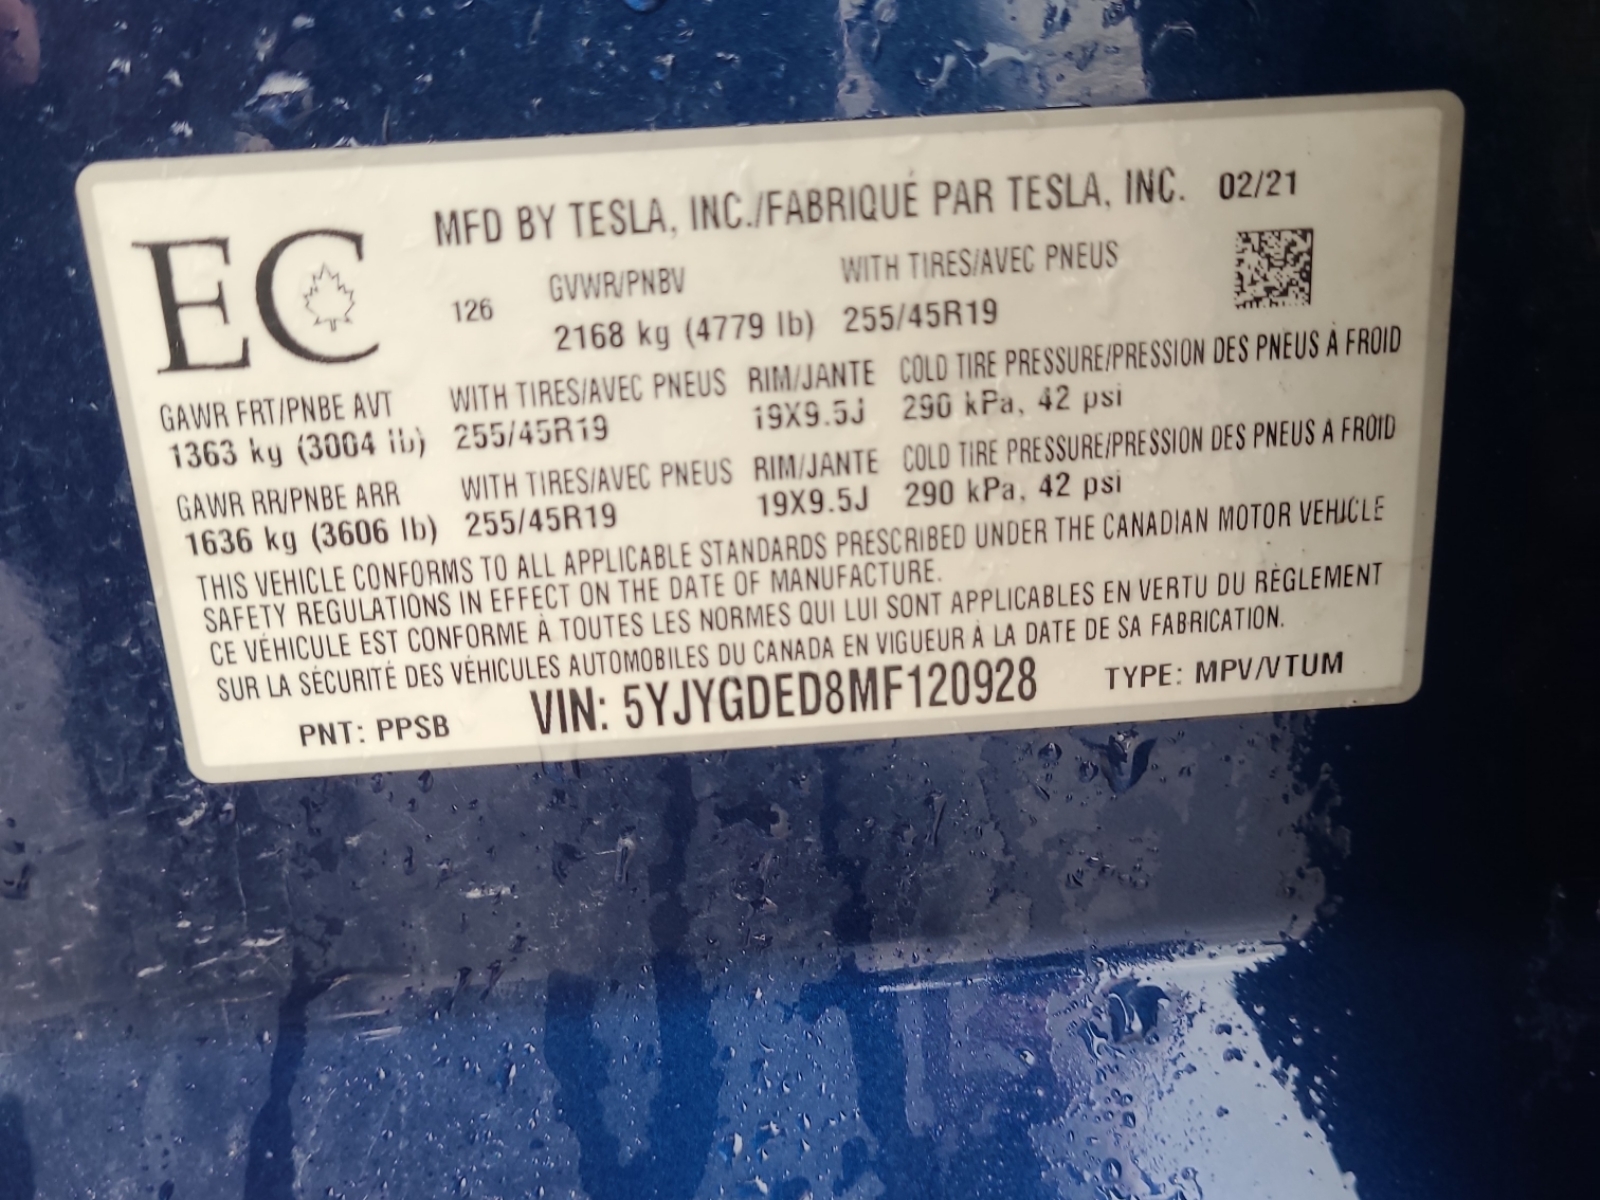 EC
MFD BY TESLA, INC./FABRIQUÉ PAR TESLA, INC. 02/21
126 GVWR/PNBV WITH TIRES/AVEC PNEUS
2168 kg (4779 lb) 255/45R19
GAWR FRT/PNBE AVT WITH TIRES/AVEC PNEUS RIM/JANTE COLD TIRE PRESSURE/PRESSION DES PNEUS À FROID
1363 kg (3004 lb) 255/45R19 19X9.5J 290 kPa, 42 psi
GAWR RR/PNBE ARR WITH TIRES/AVEC PNEUS RIM/JANTE COLD TIRE PRESSURE/PRESSION DES PNEUS À FROID
1636 kg (3606 lb) 255/45R19 19X9.5J 290 kPa, 42 psi
THIS VEHICLE CONFORMS TO ALL APPLICABLE STANDARDS PRESCRIBED UNDER THE CANADIAN MOTOR VEHICLE
SAFETY REGULATIONS IN EFFECT ON THE DATE OF MANUFACTURE.
CE VÉHICULE EST CONFORME À TOUTES LES NORMES QUI LUI SONT APPLICABLES EN VERTU DU RÈGLEMENT
SUR LA SÉCURITÉ DES VÉHICULES AUTOMOBILES DU CANADA EN VIGUEUR À LA DATE DE SA FABRICATION.
PNT: PPSB VIN: 5YJYGDED8MF120928 TYPE: MPV/VTUM